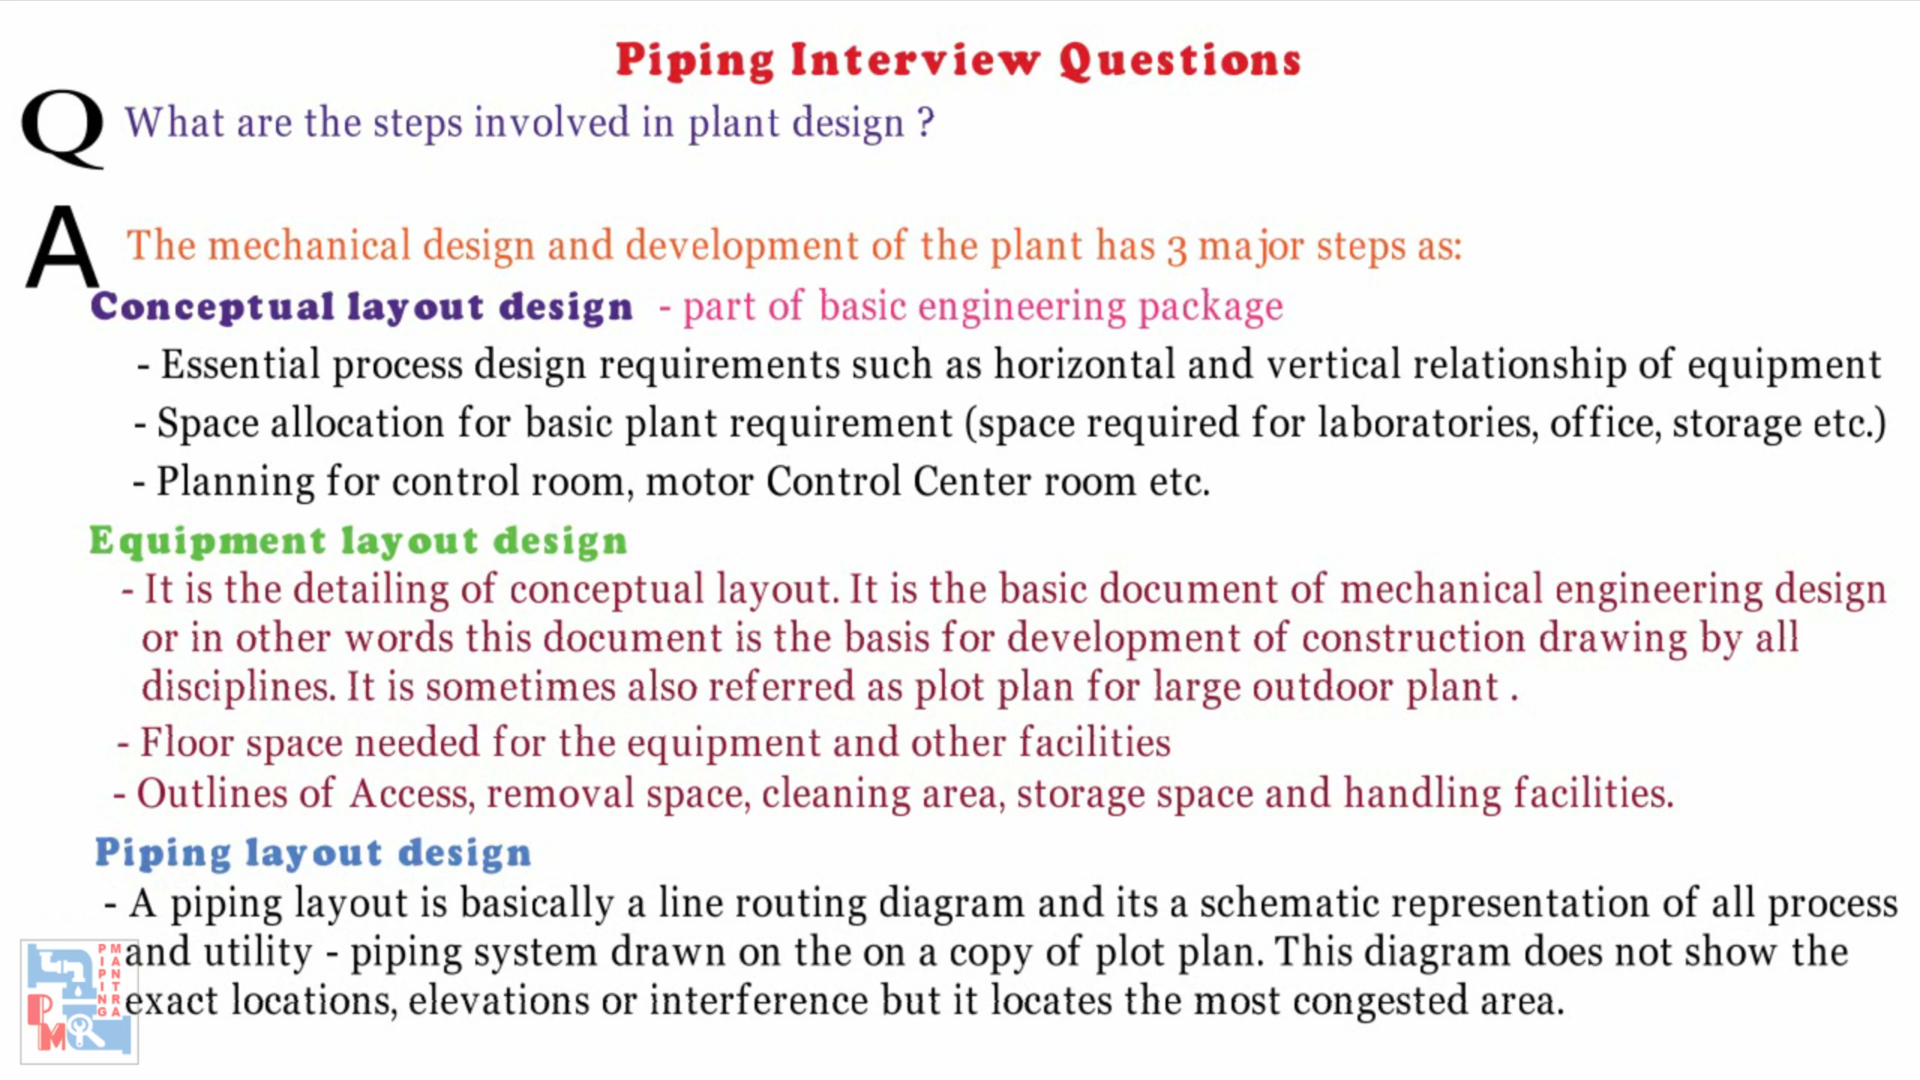 Piping Interview Questions
Q What are the steps involved in plant design ?
A The mechanical design and development of the plant has 3 major steps as:
Conceptual layout design - part of basic engineering package
- Essential process design requirements such as horizontal and vertical relationship of equipment
- Space allocation for basic plant requirement (space required for laboratories, office, storage etc.)
- Planning for control room, motor Control Center room etc.
Equipment layout design
- It is the detailing of conceptual layout. It is the basic document of mechanical engineering design
or in other words this document is the basis for development of construction drawing by all
disciplines. It is sometimes also referred as plot plan for large outdoor plant .
- Floor space needed for the equipment and other facilities
- Outlines of Access, removal space, cleaning area, storage space and handling facilities.
Piping layout design
- A piping layout is basically a line routing diagram and its a schematic representation of all process
and utility - piping system drawn on the on a copy of plot plan. This diagram does not show the
exact locations, elevations or interference but it locates the most congested area.
PIPING
MANTRA
PM